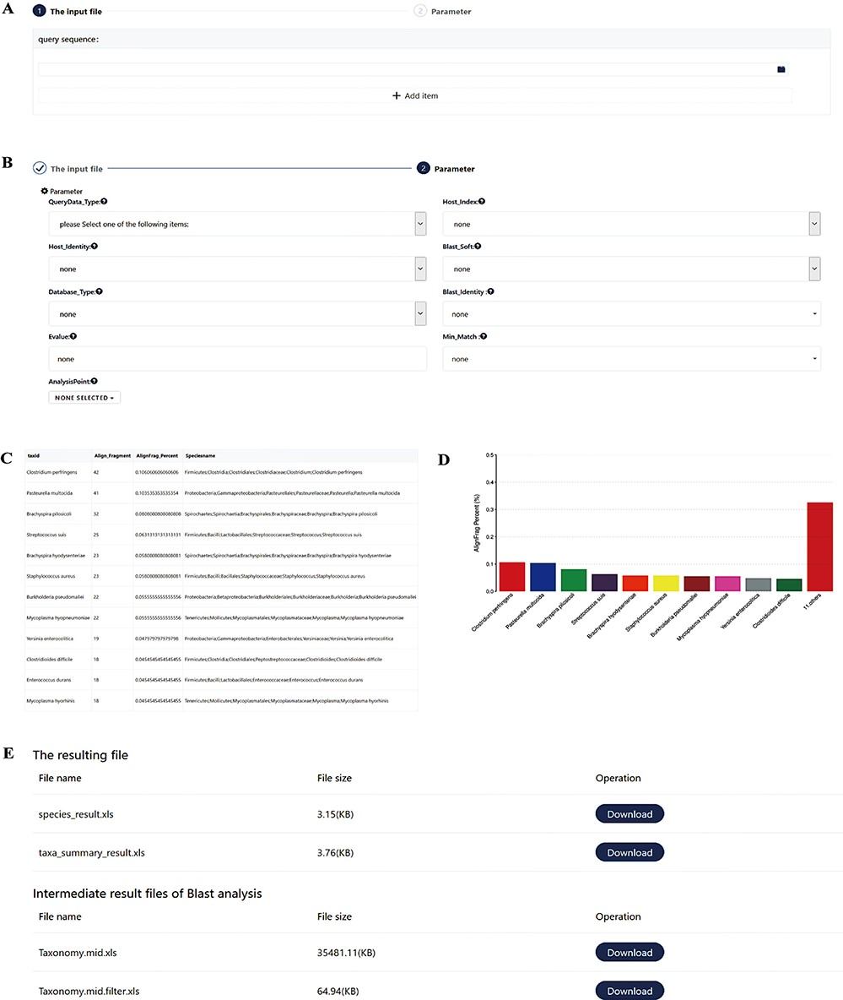 A
1 The input file
2 Parameter
query sequence:
+ Add item
B
The input file
2 Parameter
Parameter
QueryData_Type:
Host_Index:
please Select one of the following items:
none
Host_Identity:
Blast_Soft:
none
none
Database_Type:
Blast_Identity :
none
none
Evalue:
Min_Match :
none
none
AnalysisPoint:
NONE SELECTED
C
taxid Align_Fragment AlignFrag_Percent Speciesname
Clostridium perfringens 42 0.106060606060606 Firmicutes;Clostridia;Clostridiales;Clostridiaceae;Clostridium;Clostridium perfringens
Pasteurella multocida 41 0.103535353535354 Proteobacteria;Gammaproteobacteria;Pasteurellales;Pasteurellaceae;Pasteurella;Pasteurella multocida
Brachyspira pilosicoli 32 0.0808080808080808 Spirochaetes;Spirochaetia;Brachyspirales;Brachyspiraceae;Brachyspira;Brachyspira pilosicoli
Streptococcus suis 25 0.0631313131313131 Firmicutes;Bacilli;Lactobacillales;Streptococcaceae;Streptococcus;Streptococcus suis
Brachyspira hyodysenteriae 23 0.0580808080808081 Spirochaetes;Spirochaetia;Brachyspirales;Brachyspiraceae;Brachyspira;Brachyspira hyodysenteriae
Staphylococcus aureus 23 0.0580808080808081 Firmicutes;Bacilli;Bacillales;Staphylococcaceae;Staphylococcus;Staphylococcus aureus
Burkholderia pseudomallei 22 0.0555555555555556 Proteobacteria;Betaproteobacteria;Burkholderiales;Burkholderiaceae;Burkholderia;Burkholderia pseudomallei
Mycoplasma hyopneumoniae 22 0.0555555555555556 Tenericutes;Mollicutes;Mycoplasmatales;Mycoplasmataceae;Mycoplasma;Mycoplasma hyopneumoniae
Yersinia enterocolitica 19 0.047979797979798 Proteobacteria;Gammaproteobacteria;Enterobacterales;Yersiniaceae;Yersinia;Yersinia enterocolitica
Clostridioides difficile 18 0.0454545454545455 Firmicutes;Clostridia;Clostridiales;Peptostreptococcaceae;Clostridioides;Clostridioides difficile
Enterococcus durans 18 0.0454545454545455 Firmicutes;Bacilli;Lactobacillales;Enterococcaceae;Enterococcus;Enterococcus durans
Mycoplasma hyorhinis 18 0.0454545454545455 Tenericutes;Mollicutes;Mycoplasmatales;Mycoplasmataceae;Mycoplasma;Mycoplasma hyorhinis
D
AlignFrag Percent (%)
0.5
0.4
0.3
0.2
0.1
0.0
Clostridium perfringens
Pasteurella multocida
Brachyspira pilosicoli
Streptococcus suis
Brachyspira hyodysenteriae
Staphylococcus aureus
Burkholderia pseudomallei
Mycoplasma hyopneumoniae
Yersinia enterocolitica
Clostridioides difficile
11 others
E
The resulting file
File name File size Operation
species_result.xls 3.15(KB) Download
taxa_summary_result.xls 3.76(KB) Download
Intermediate result files of Blast analysis
File name File size Operation
Taxonomy.mid.xls 35481.11(KB) Download
Taxonomy.mid.filter.xls 64.94(KB) Download